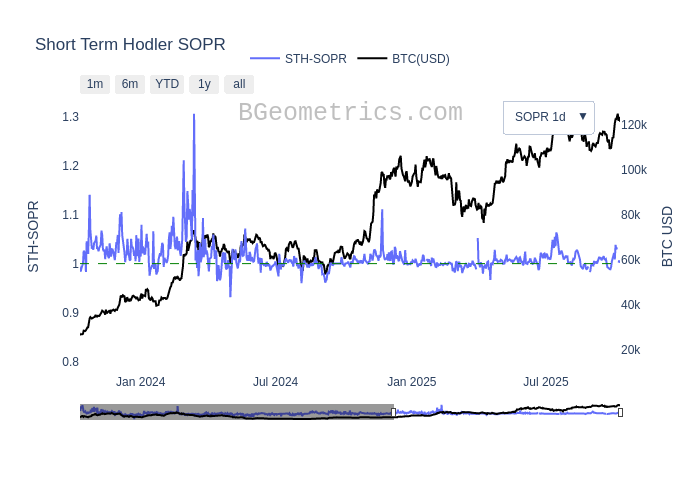 Short Term Hodler SOPR
STH-SOPR BTC(USD)
1m 6m YTD 1y all
BGeometrics.com
SOPR 1d ▼
1.3
1.2
1.1
1
0.9
0.8
STH-SOPR
120k
100k
80k
60k
40k
20k
BTC USD
Jan 2024 Jul 2024 Jan 2025 Jul 2025